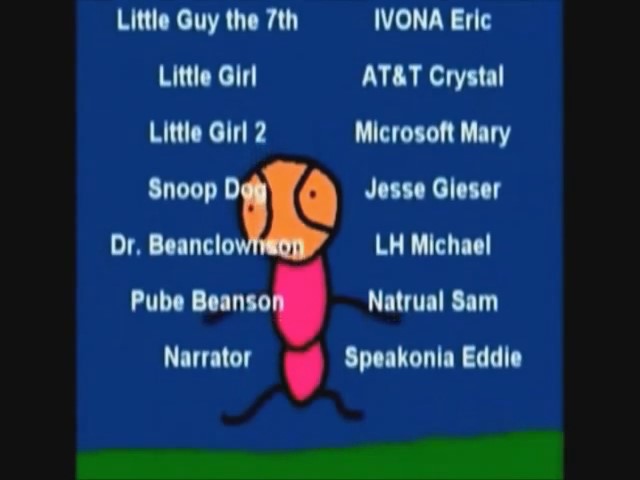 Little Guy the 7th IVONA Eric
Little Girl AT&T Crystal
Little Girl 2 Microsoft Mary
Snoop Dog Jesse Gieser
Dr. Beanclownson LH Michael
Pube Beanson Natrual Sam
Narrator Speakonia Eddie